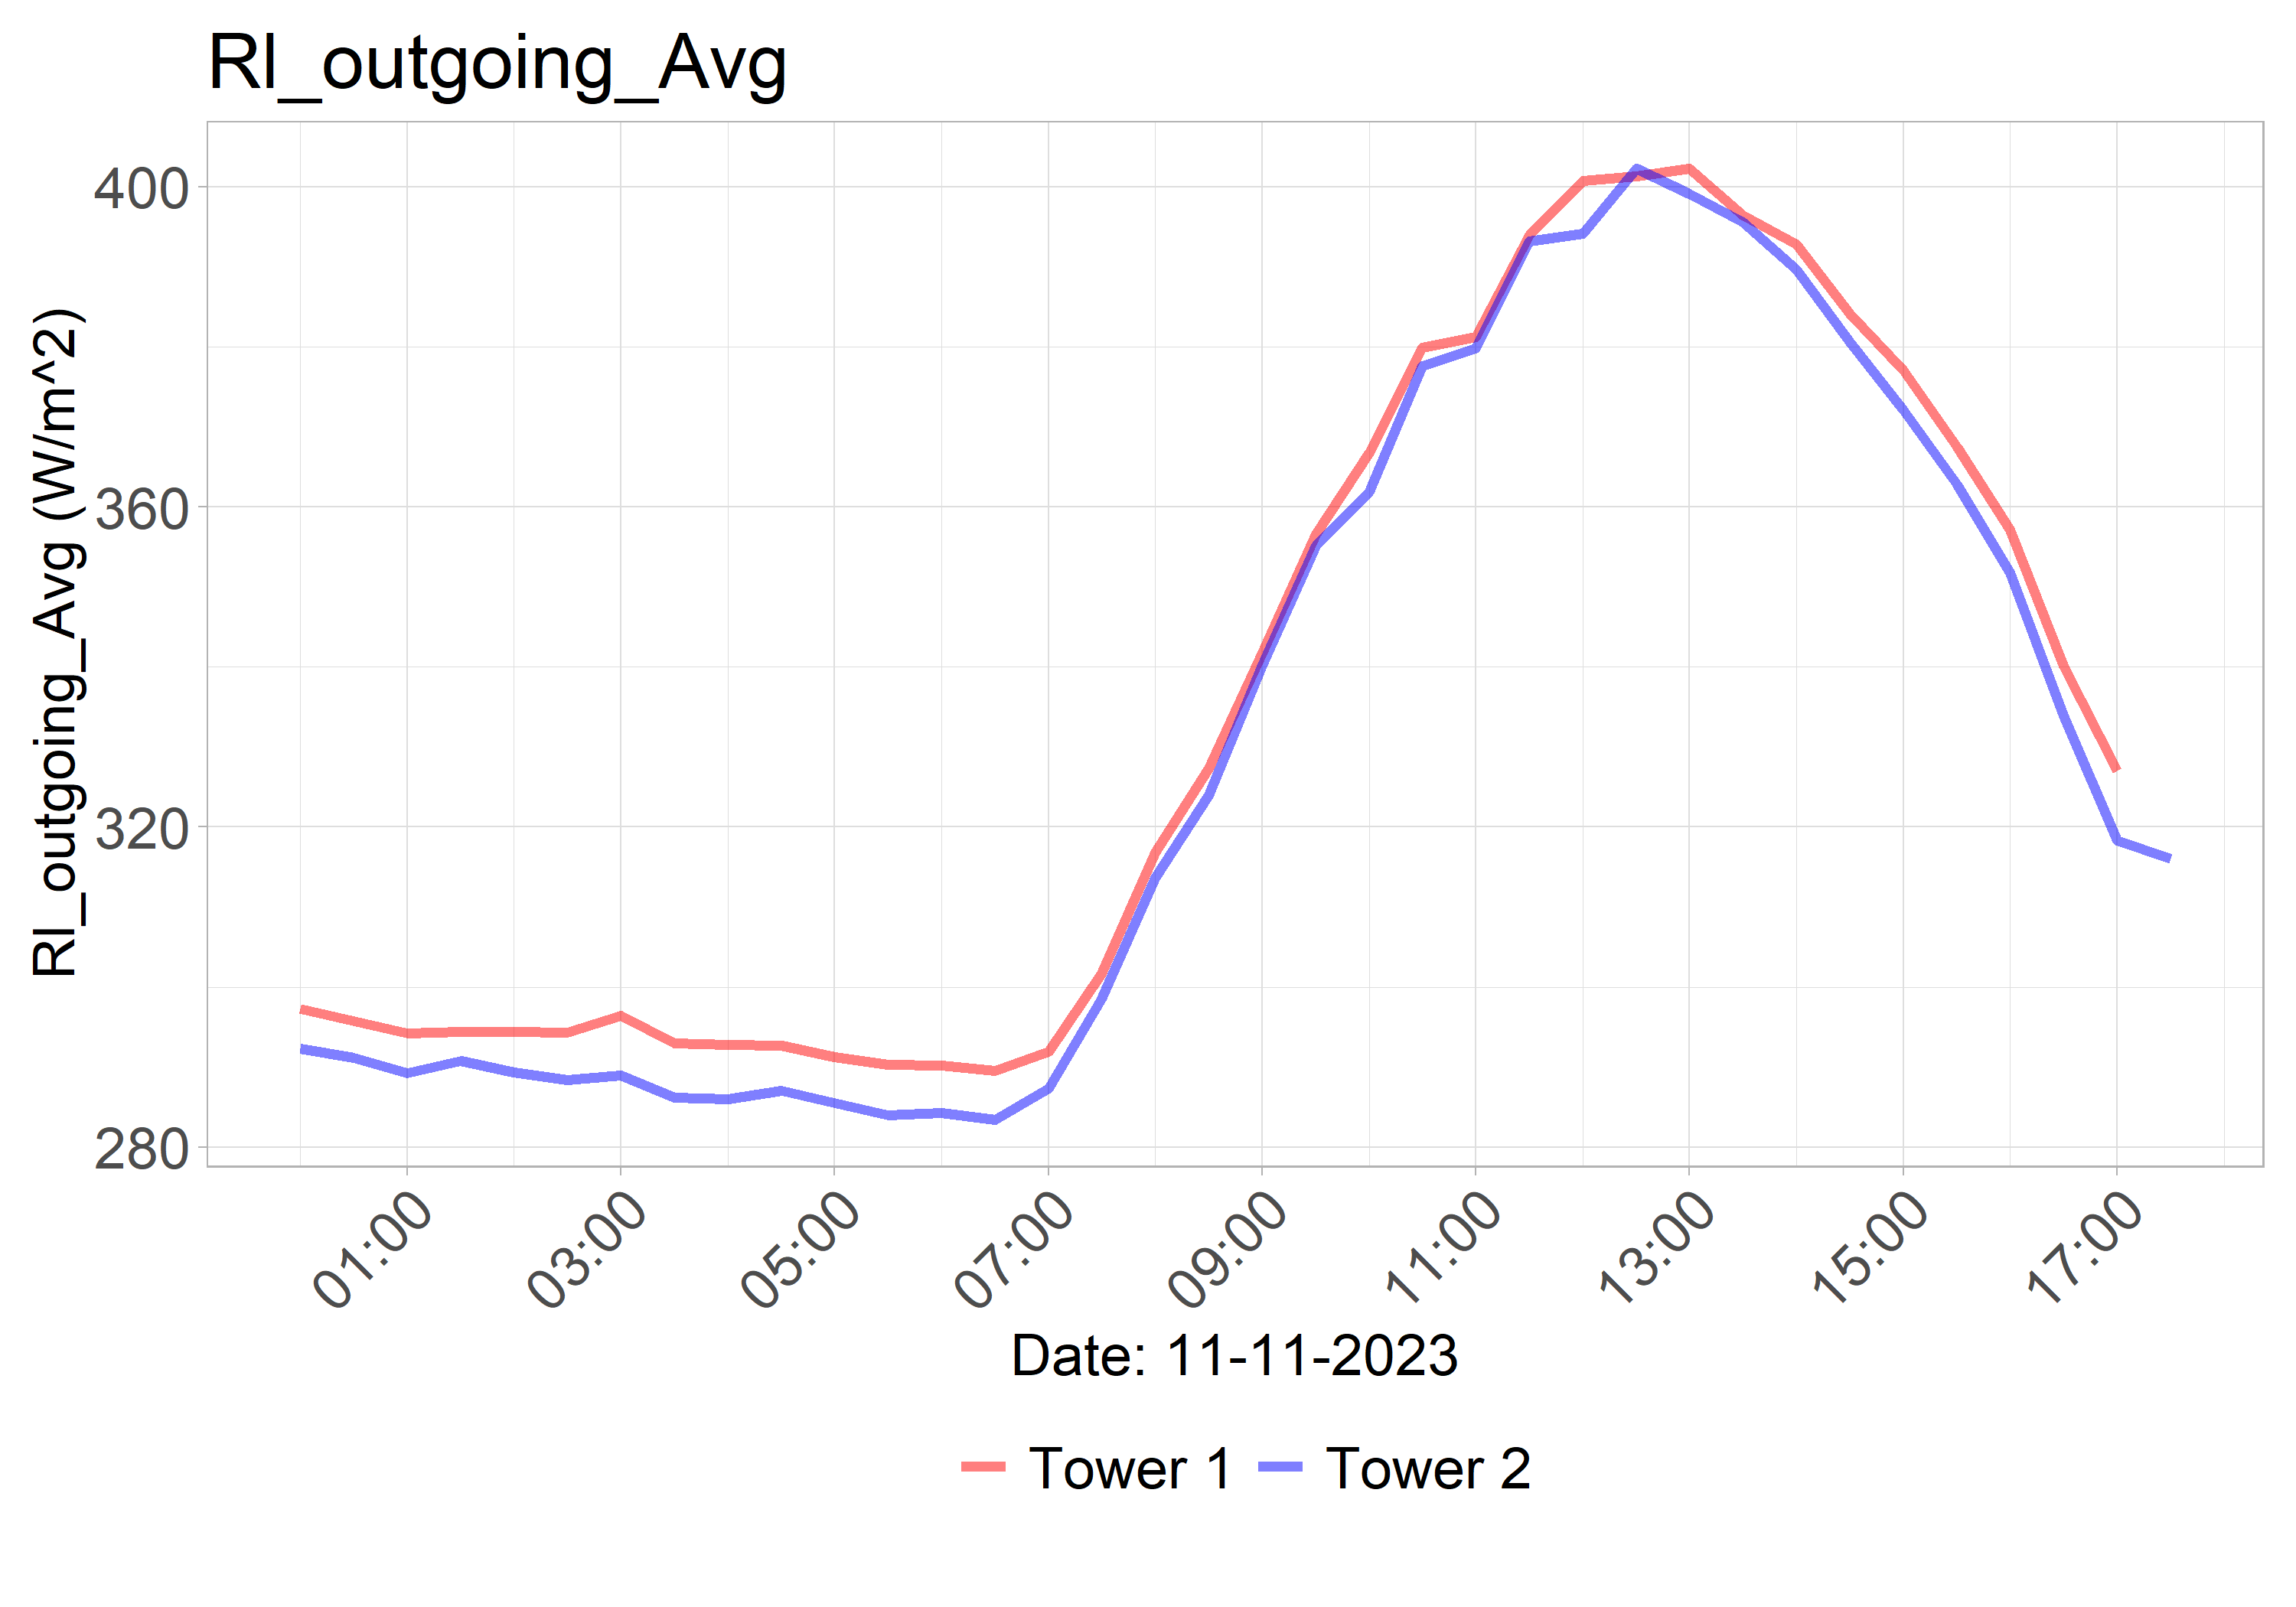 Rl_outgoing_Avg
Rl_outgoing_Avg (W/m^2)
400
360
320
280
01:00 03:00 05:00 07:00 09:00 11:00 13:00 15:00 17:00
Date: 11-11-2023
Tower 1 Tower 2